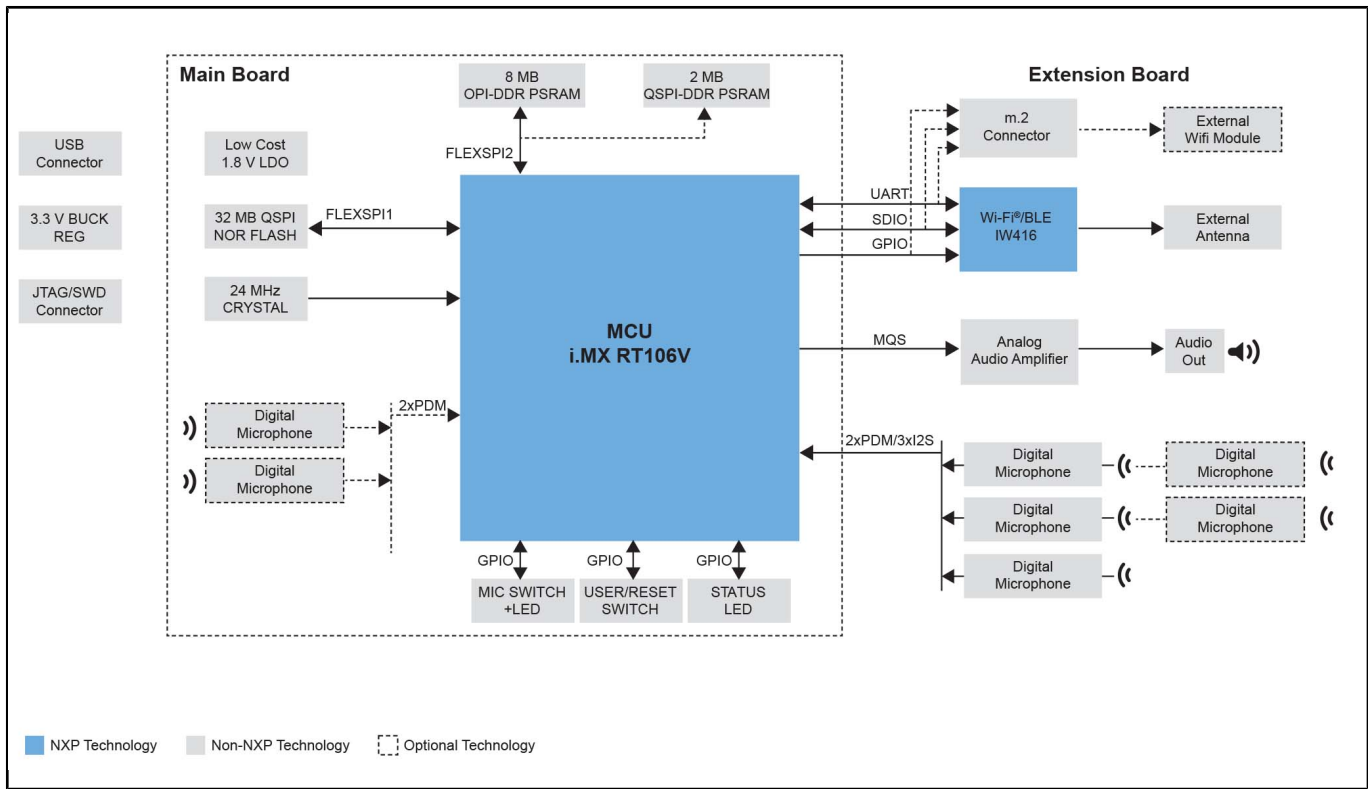 Main Board
8 MB
OPI-DDR PSRAM
2 MB
QSPI-DDR PSRAM
Extension Board
USB
Connector
Low Cost
1.8 V LDO
FLEXSPI2
m.2
Connector
External
Wifi Module
3.3 V BUCK
REG
32 MB QSPI
NOR FLASH
FLEXSPI1
UART
SDIO
GPIO
Wi-Fi®/BLE
IW416
External
Antenna
JTAG/SWD
Connector
24 MHz
CRYSTAL
MCU
i.MX RT106V
MQS
Analog
Audio Amplifier
Audio
Out
Digital
Microphone
2xPDM
Digital
Microphone
2xPDM/3xI2S
Digital
Microphone
Digital
Microphone
Digital
Microphone
Digital
Microphone
Digital
Microphone
GPIO
GPIO
GPIO
MIC SWITCH
+LED
USER/RESET
SWITCH
STATUS
LED
NXP Technology
Non-NXP Technology
Optional Technology